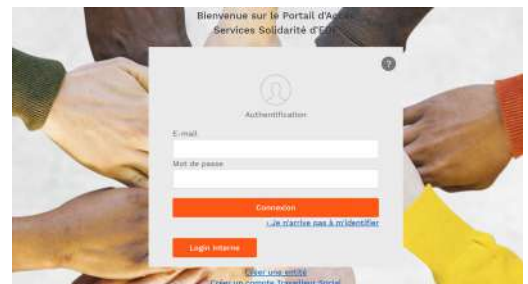 Bienvenue sur le Portail d'Accès
Services Solidarité d'EDF
?
Authentification
E-mail
Mot de passe
Connexion
Je n'arrive pas à m'identifier
Login Interne
Créer une entité
Créer un compte Travailleur Social